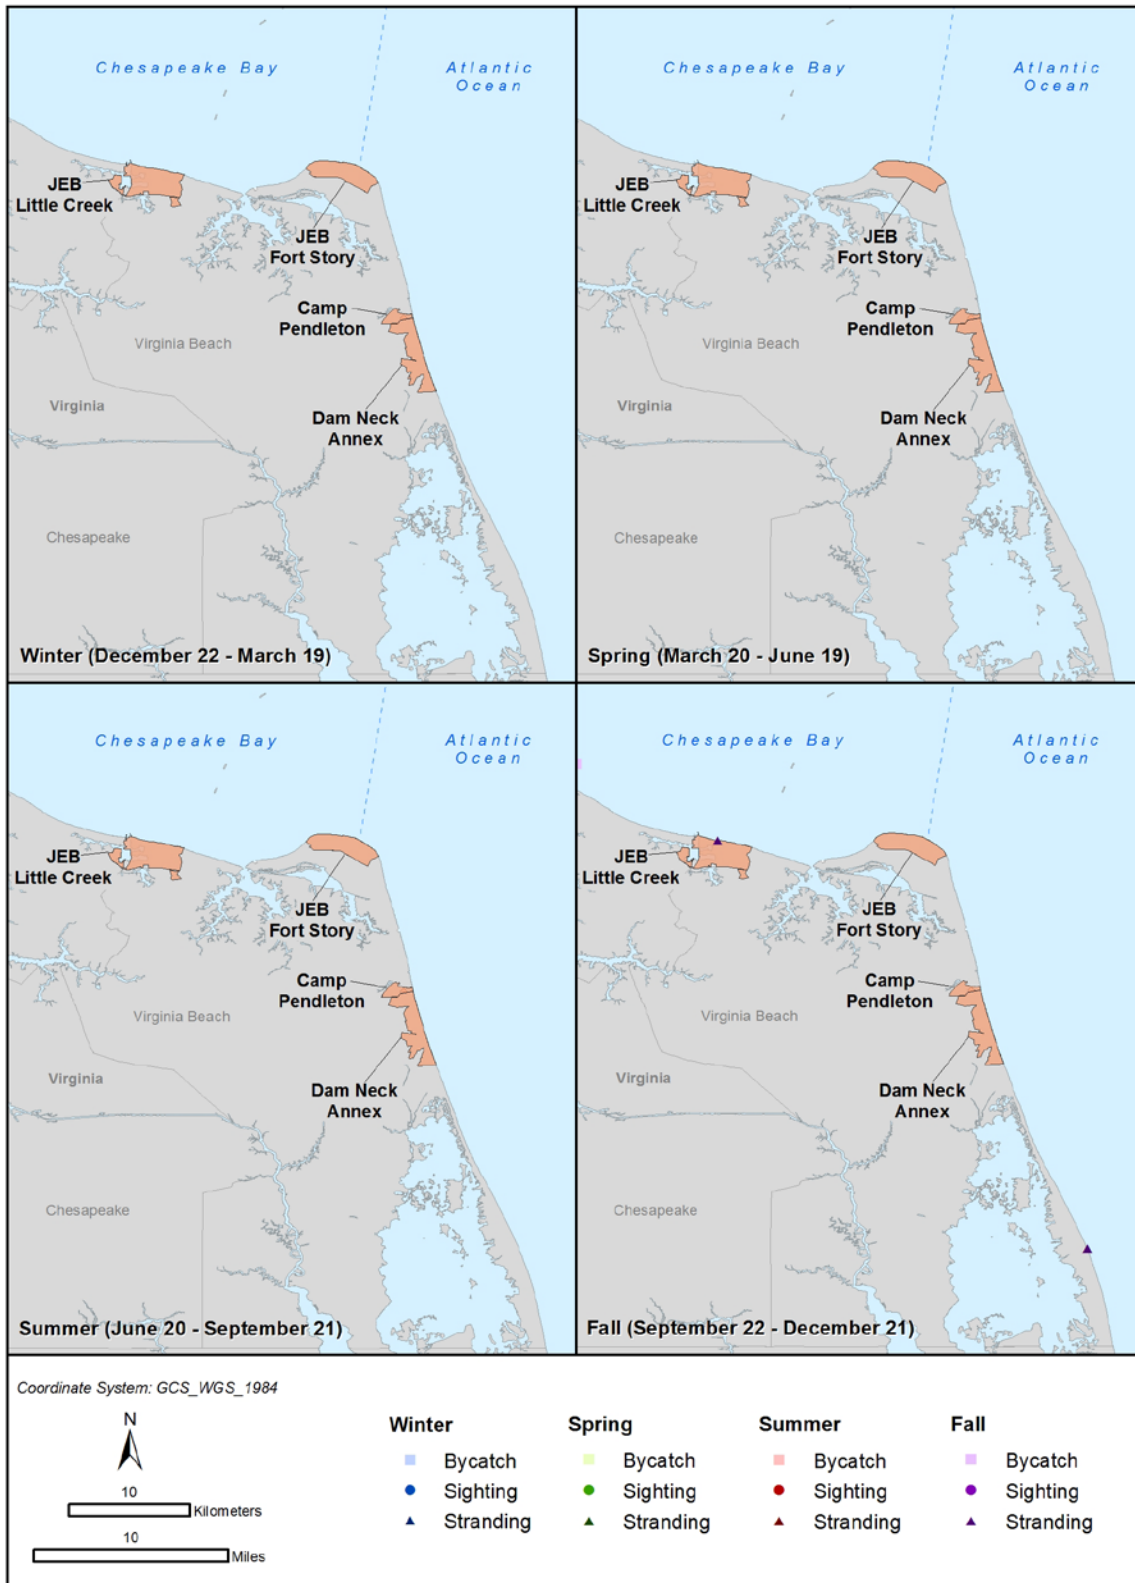 Chesapeake Bay
Atlantic
Ocean
JEB
Little Creek
JEB
Fort Story
Camp
Pendleton
Virginia Beach
Virginia
Dam Neck
Annex
Chesapeake
Winter (December 22 - March 19)
Chesapeake Bay
Atlantic
Ocean
JEB
Little Creek
JEB
Fort Story
Camp
Pendleton
Virginia Beach
Virginia
Dam Neck
Annex
Chesapeake
Spring (March 20 - June 19)
Chesapeake Bay
Atlantic
Ocean
JEB
Little Creek
JEB
Fort Story
Camp
Pendleton
Virginia Beach
Virginia
Dam Neck
Annex
Chesapeake
Summer (June 20 - September 21)
Chesapeake Bay
Atlantic
Ocean
JEB
Little Creek
JEB
Fort Story
Camp
Pendleton
Virginia Beach
Virginia
Dam Neck
Annex
Chesapeake
Fall (September 22 - December 21)
Coordinate System: GCS_WGS_1984
N
10
Kilometers
10
Miles
Winter
Bycatch
Sighting
Stranding
Spring
Bycatch
Sighting
Stranding
Summer
Bycatch
Sighting
Stranding
Fall
Bycatch
Sighting
Stranding